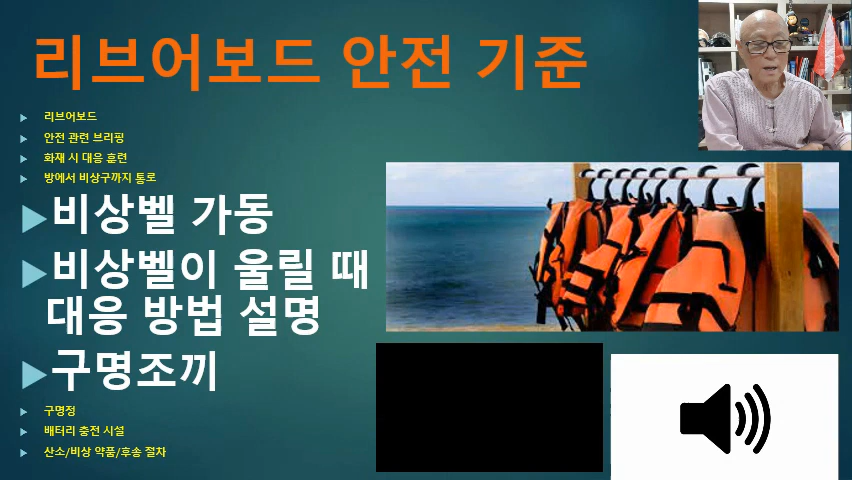 리브어보드 안전 기준
리브어보드
안전 관련 브리핑
화재 시 대응 훈련
방에서 비상구까지 통로
비상벨 가동
비상벨이 울릴 때
대응 방법 설명
구명조끼
구명정
배터리 충전 시설
산소/비상 약품/후송 절차